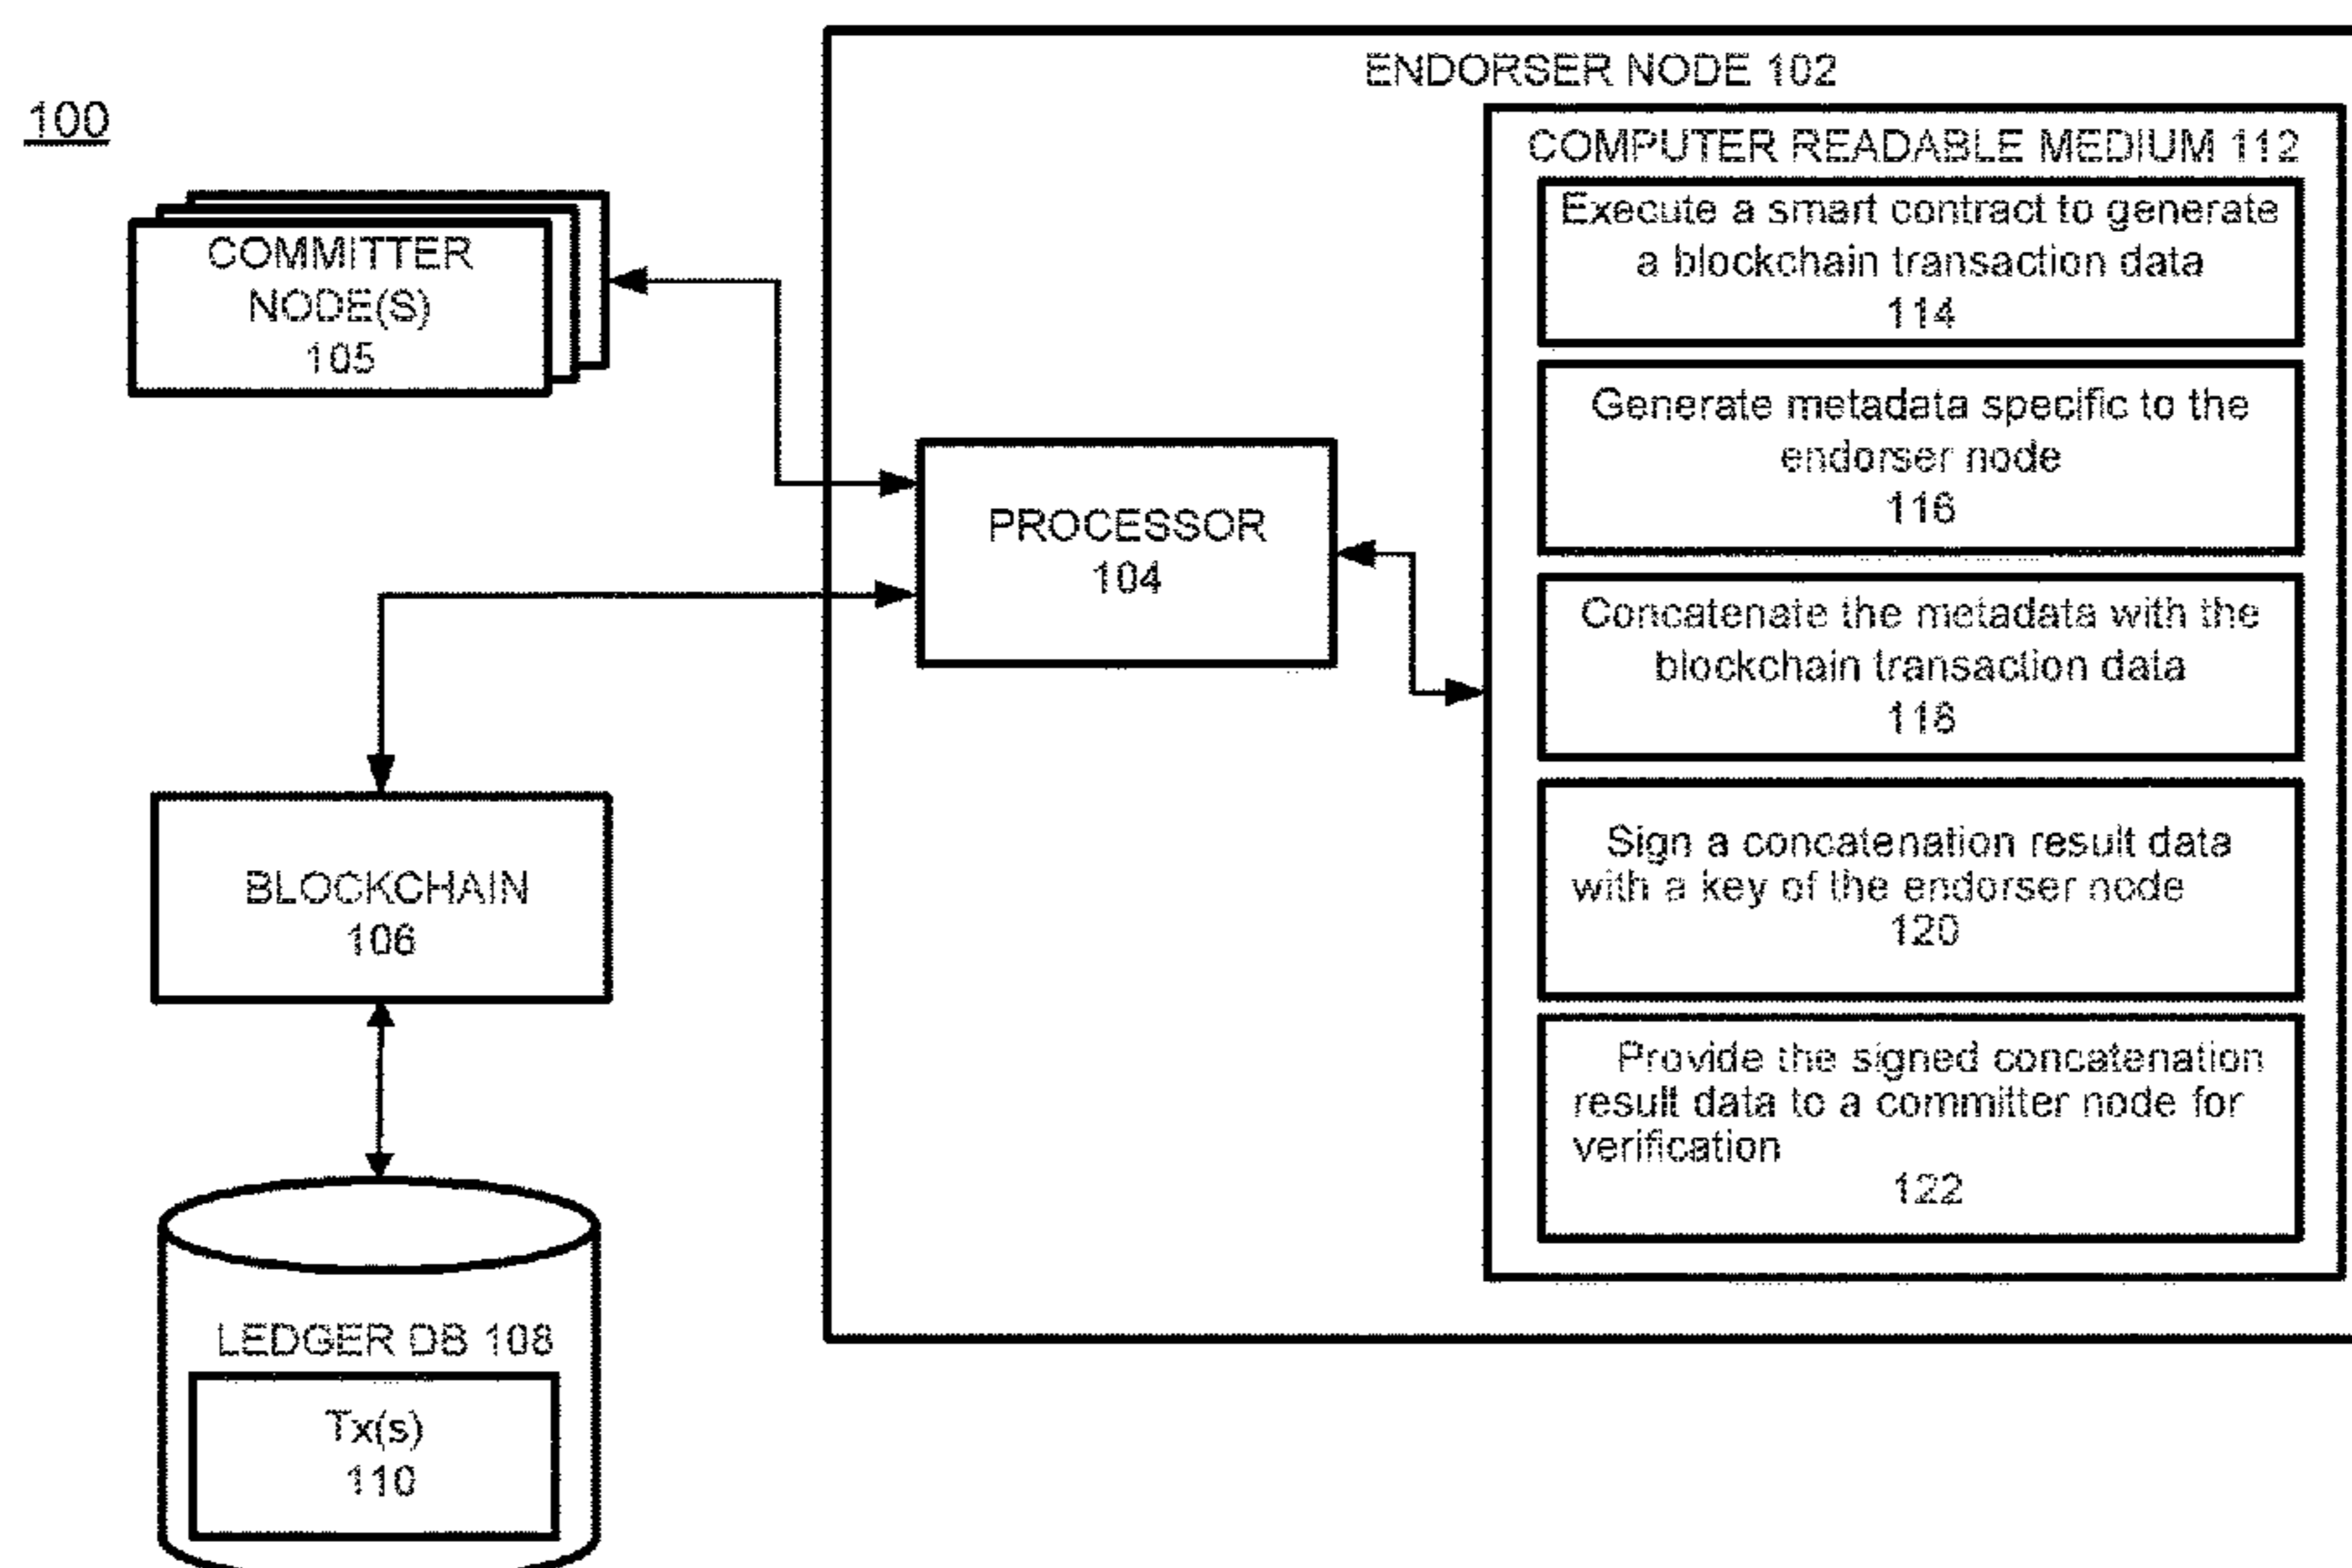 100
COMMITTER
NODE(S)
105
BLOCKCHAIN
106
LEDGER DB 108
Tx(s)
110
ENDORSER NODE 102
PROCESSOR
104
COMPUTER READABLE MEDIUM 112
Execute a smart contract to generate
a blockchain transaction data
114
Generate metadata specific to the
endorser node
116
Concatenate the metadata with the
blockchain transaction data
118
Sign a concatenation result data
with a key of the endorser node
120
Provide the signed concatenation
result data to a committer node for
verification
122